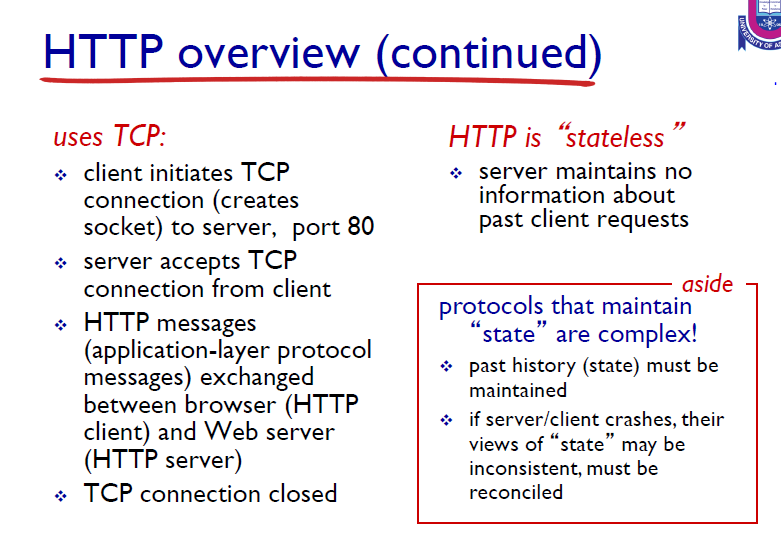 HTTP overview (continued)
UNIVERSITY OF
uses TCP:
❖ client initiates TCP
connection (creates
socket) to server, port 80
❖ server accepts TCP
connection from client
❖ HTTP messages
(application-layer protocol
messages) exchanged
between browser (HTTP
client) and Web server
(HTTP server)
❖ TCP connection closed
HTTP is “stateless”
❖ server maintains no
information about
past client requests
aside
protocols that maintain
“state” are complex!
❖ past history (state) must be
maintained
❖ if server/client crashes, their
views of “state” may be
inconsistent, must be
reconciled